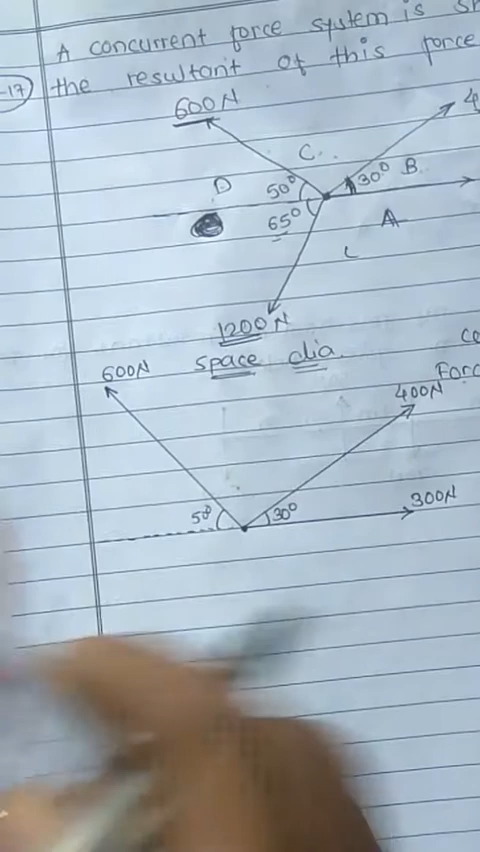 A concurrent force system is
-17) the resultant of this force
600N
C
D 50° 30° B
65° A
L
1200N
space dia.
600N
400N
50° 30° 300N